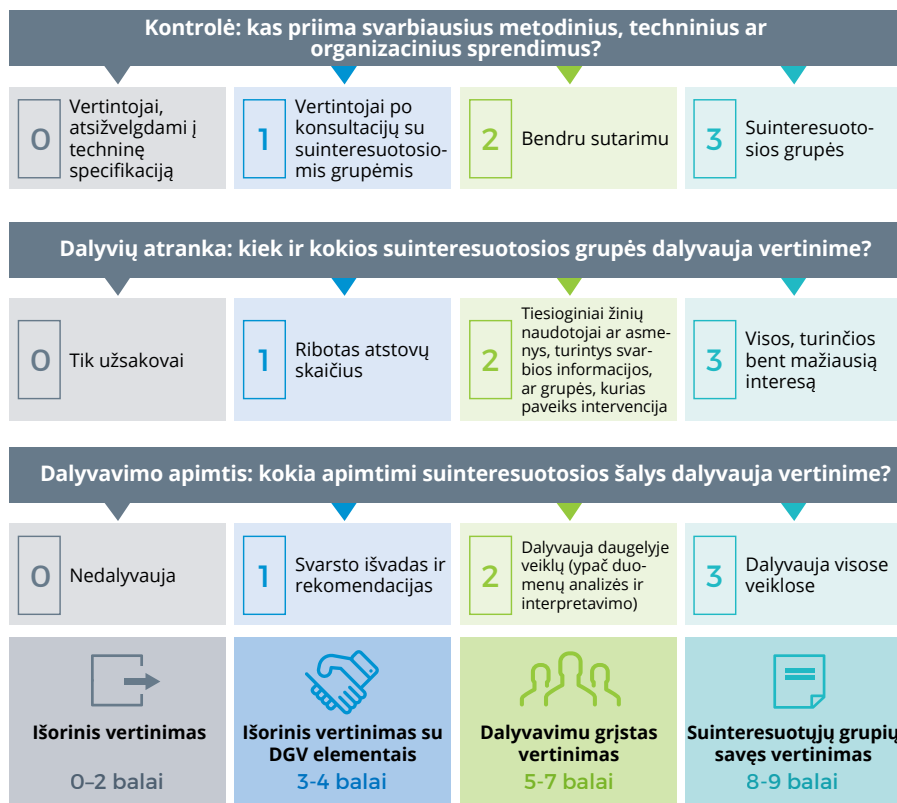 Kontrolė: kas priima svarbiausius metodinius, techninius ar
organizacinius sprendimus?
0
Vertintojai,
atsižvelgdami į
techninę
specifikaciją
1
Vertintojai po
konsultacijų su
suinteresuotosio-
mis grupėmis
2
Bendru sutarimu
3
Suinteresuoto-
sios grupės
Dalyvių atranka: kiek ir kokios suinteresuotosios grupės dalyvauja vertinime?
0
Tik užsakovai
1
Ribotas atstovų
skaičius
2
Tiesioginiai žinių
naudotojai ar asme-
nys, turintys svar-
bios informacijos,
ar grupės, kurias
paveiks intervencija
3
Visos, turinčios
bent mažiausią
interesą
Dalyvavimo apimtis: kokia apimtimi suinteresuotosios šalys dalyvauja vertinime?
0
Nedalyvauja
1
Svarsto išvadas ir
rekomendacijas
2
Dalyvauja daugelyje
veiklų (ypač duo-
menų analizės ir
interpretavimo)
3
Dalyvauja visose
veiklose
Išorinis vertinimas
0–2 balai
Išorinis vertinimas su
DGV elementais
3-4 balai
Dalyvavimu grįstas
vertinimas
5-7 balai
Suinteresuotųjų grupių
savęs vertinimas
8-9 balai